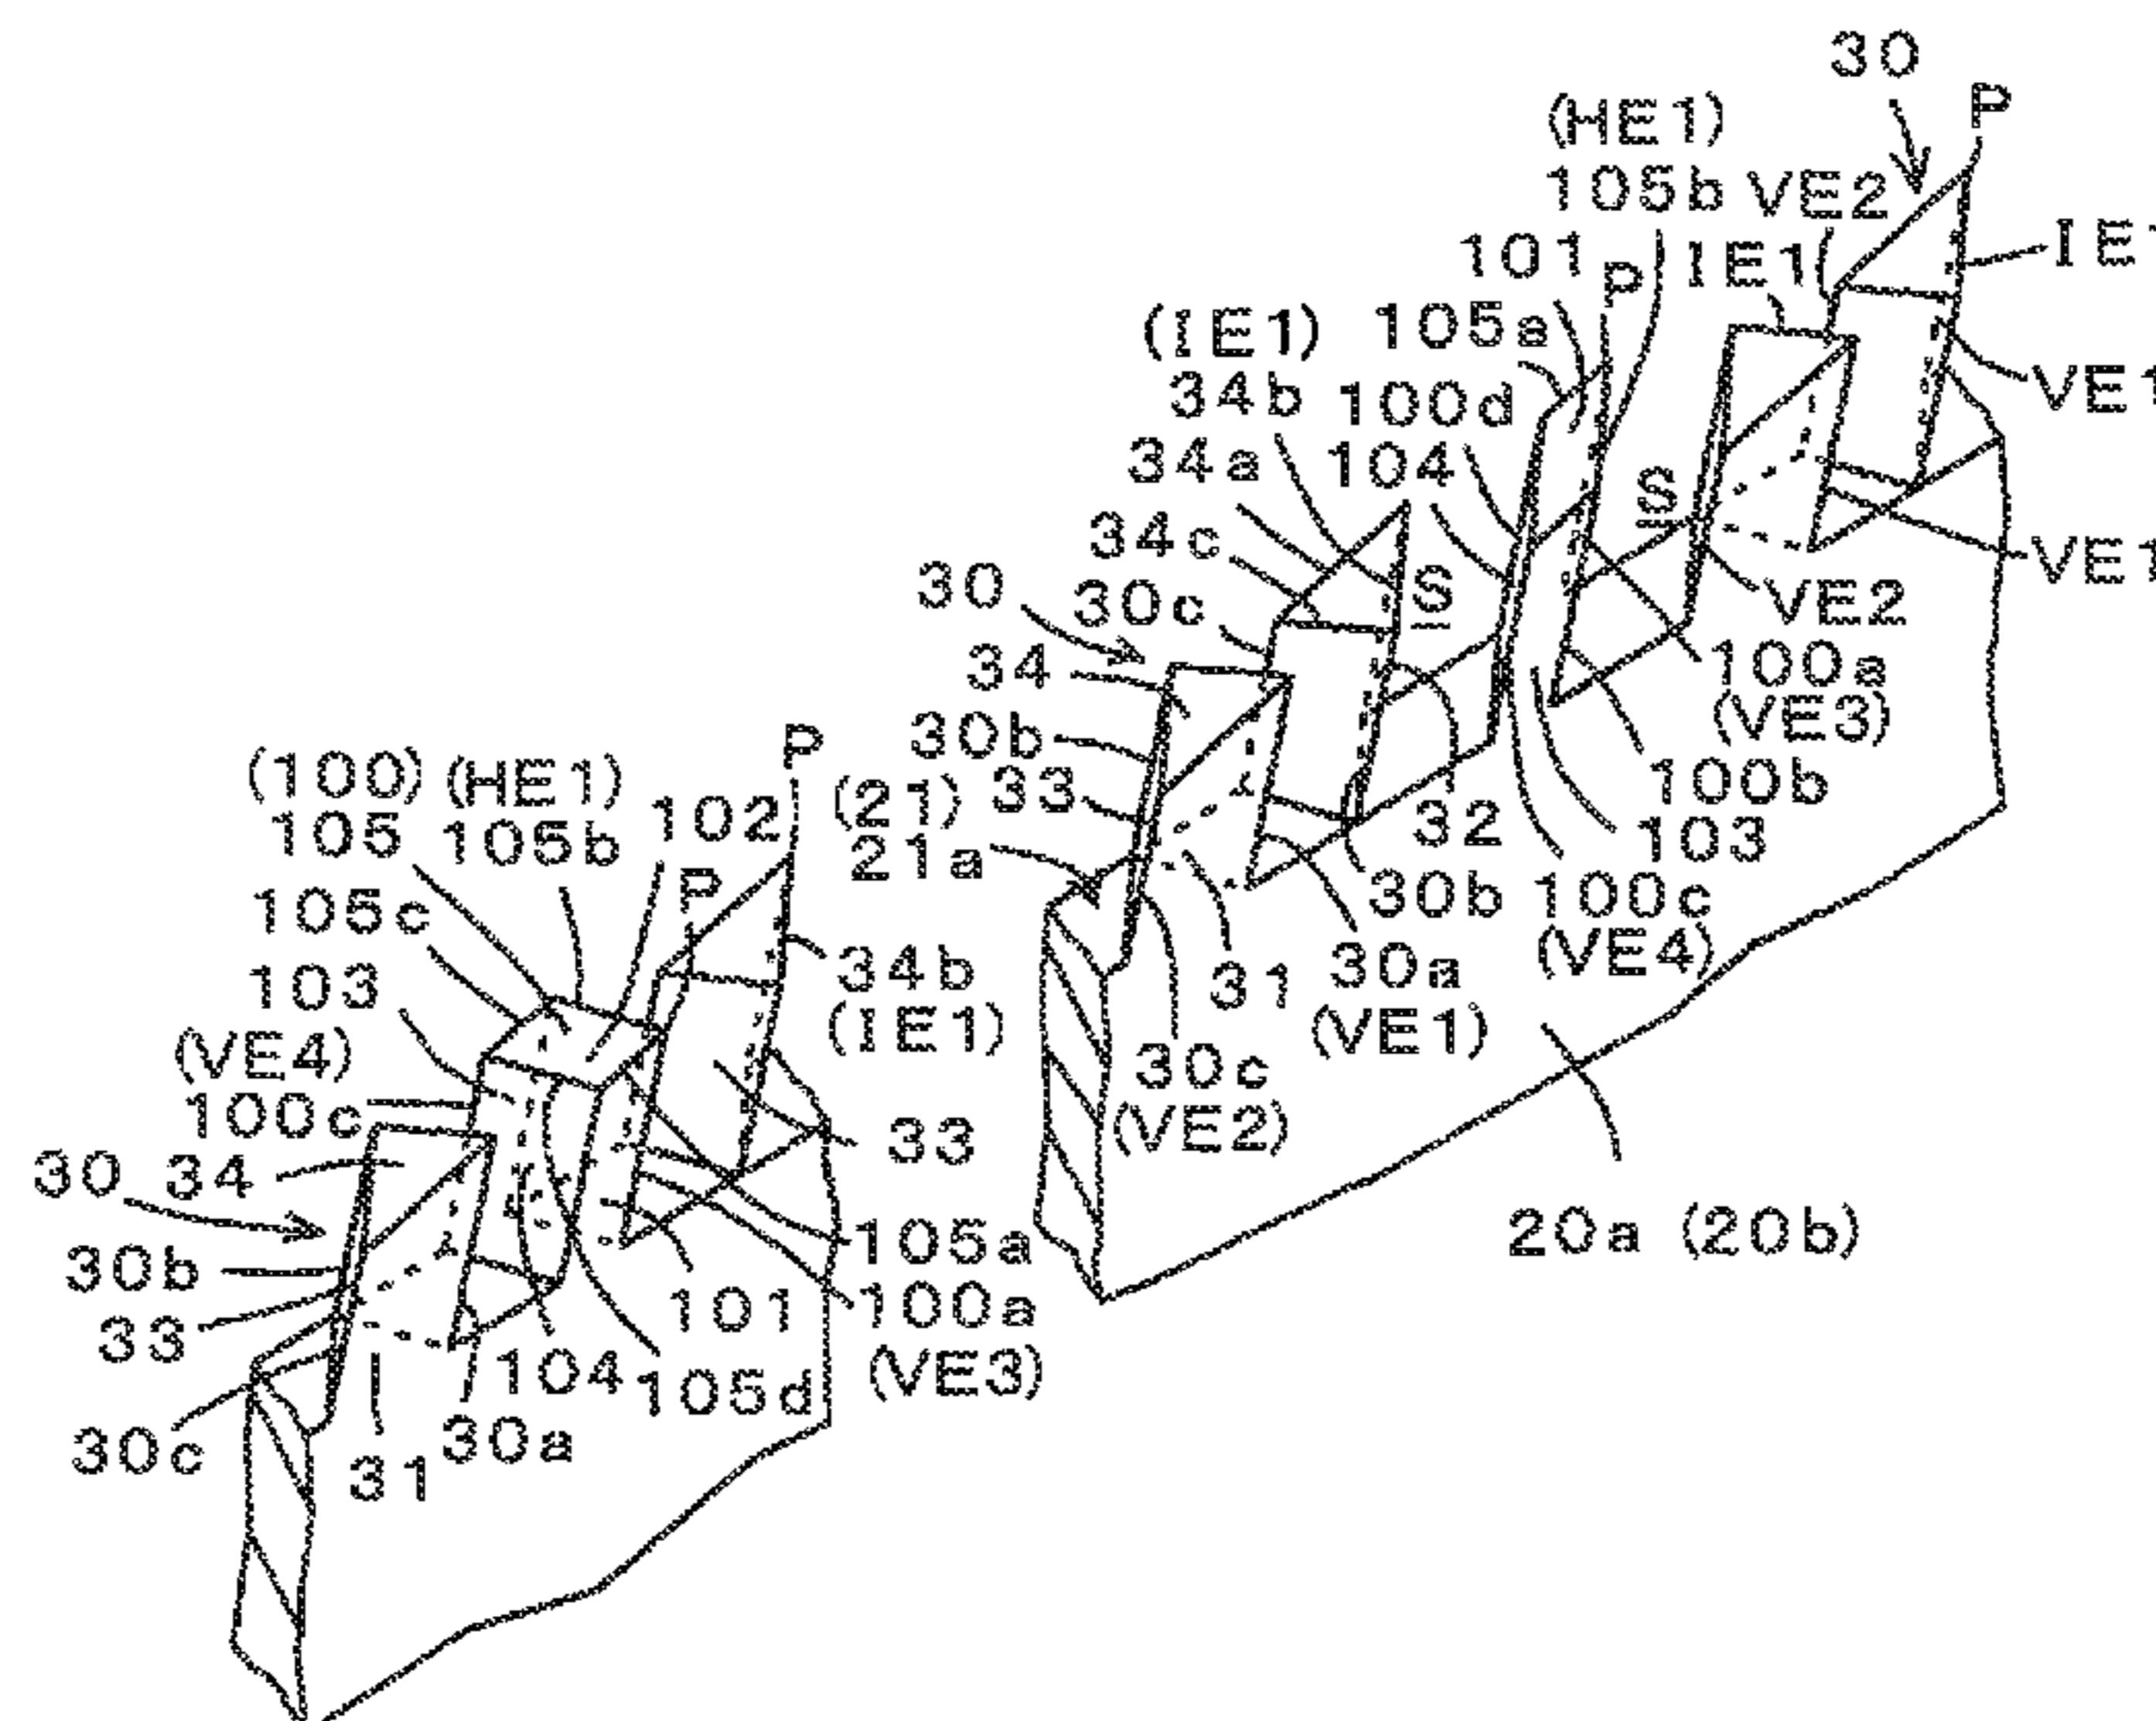 30
P
(HE1)
105b VE2
101 P IE1
IE1
(IE1) 105a
34b 100d
34a 104
34c
S
S
VE1
VE1
VE2
30 30c
34
30b
33
(21)
21a
32
100a
(VE3)
100b
103
30b 100c
(VE4)
31 30a
(VE1)
30c
(VE2)
20a (20b)
P
(100) (HE1)
105 105b 102
P
105c
103
(VE4)
100c
34b
(IE1)
33
30 34
30b
33
30c
31 30a
104 105d
101
105a
100a
(VE3)